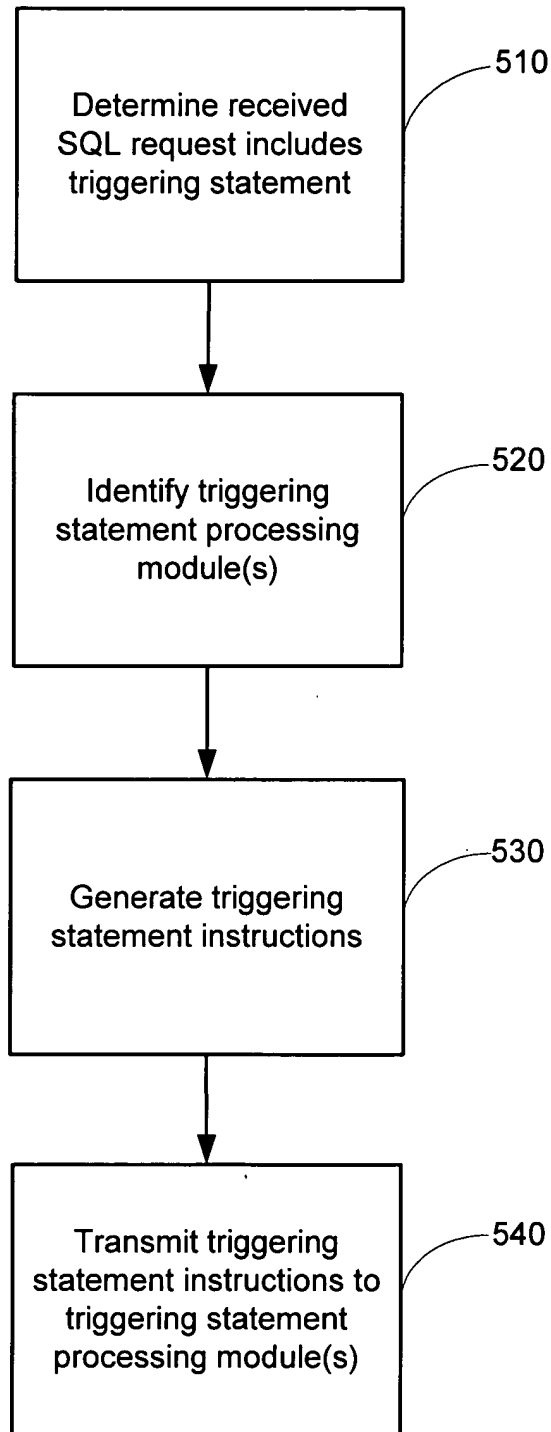 Determine received
SQL request includes
triggering statement
510
Identify triggering
statement processing
module(s)
520
Generate triggering
statement instructions
530
Transmit triggering
statement instructions to
triggering statement
processing module(s)
540